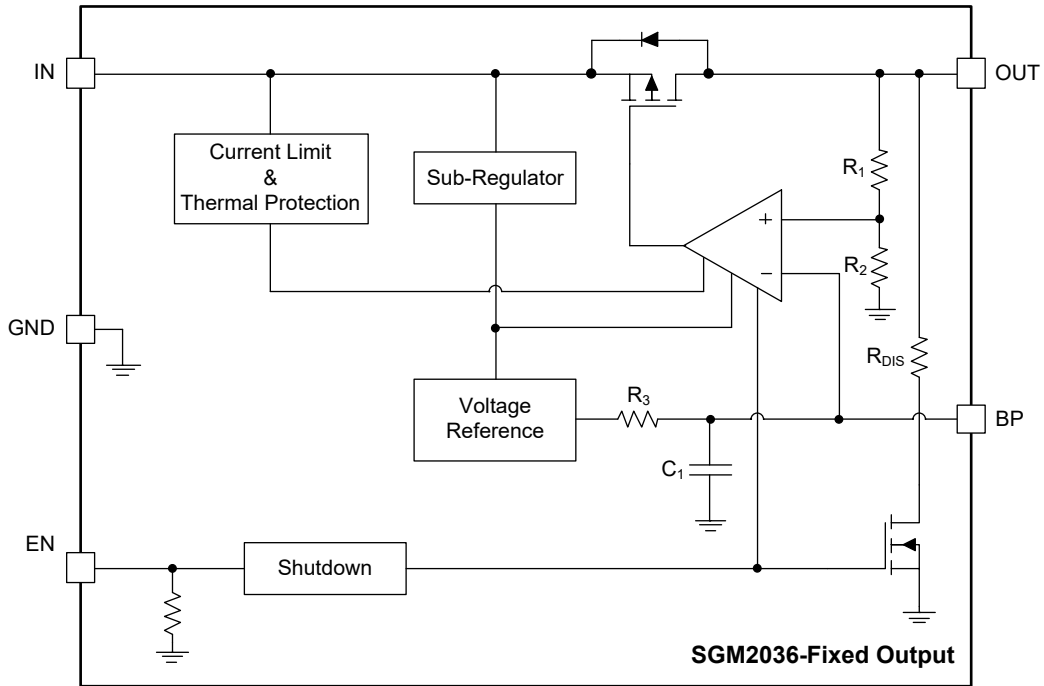 IN
OUT
Current Limit
&
Thermal Protection
Sub-Regulator
R1
+
R2
−
GND
RDIS
Voltage
Reference
R3
BP
C1
EN
Shutdown
SGM2036-Fixed Output